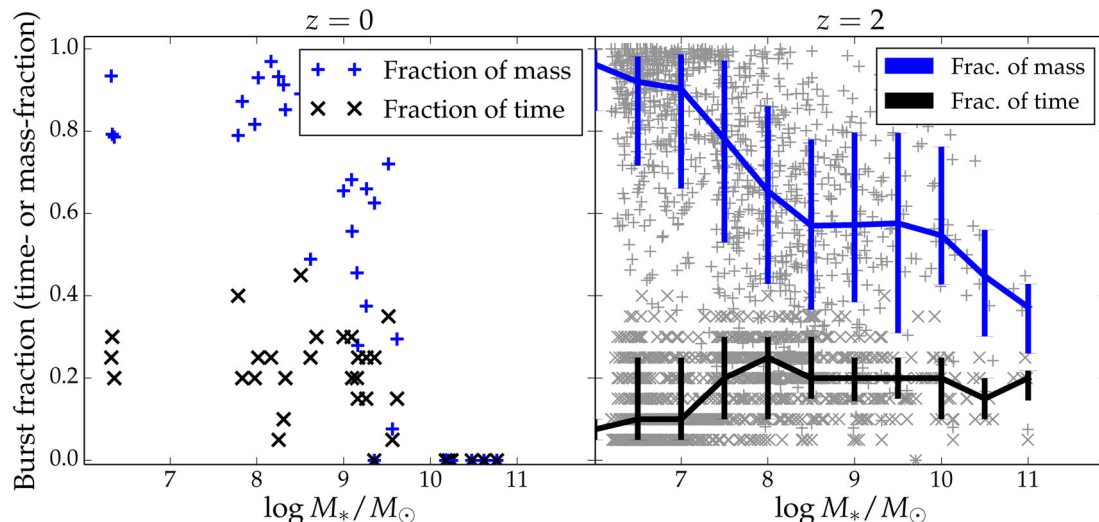 z = 0
z = 2
Burst fraction (time- or mass-fraction)
1.0
0.8
0.6
0.4
0.2
0.0
Fraction of mass
Fraction of time
Frac. of mass
Frac. of time
7 8 9 10 11
7 8 9 10 11
log M*/M⊙
log M*/M⊙